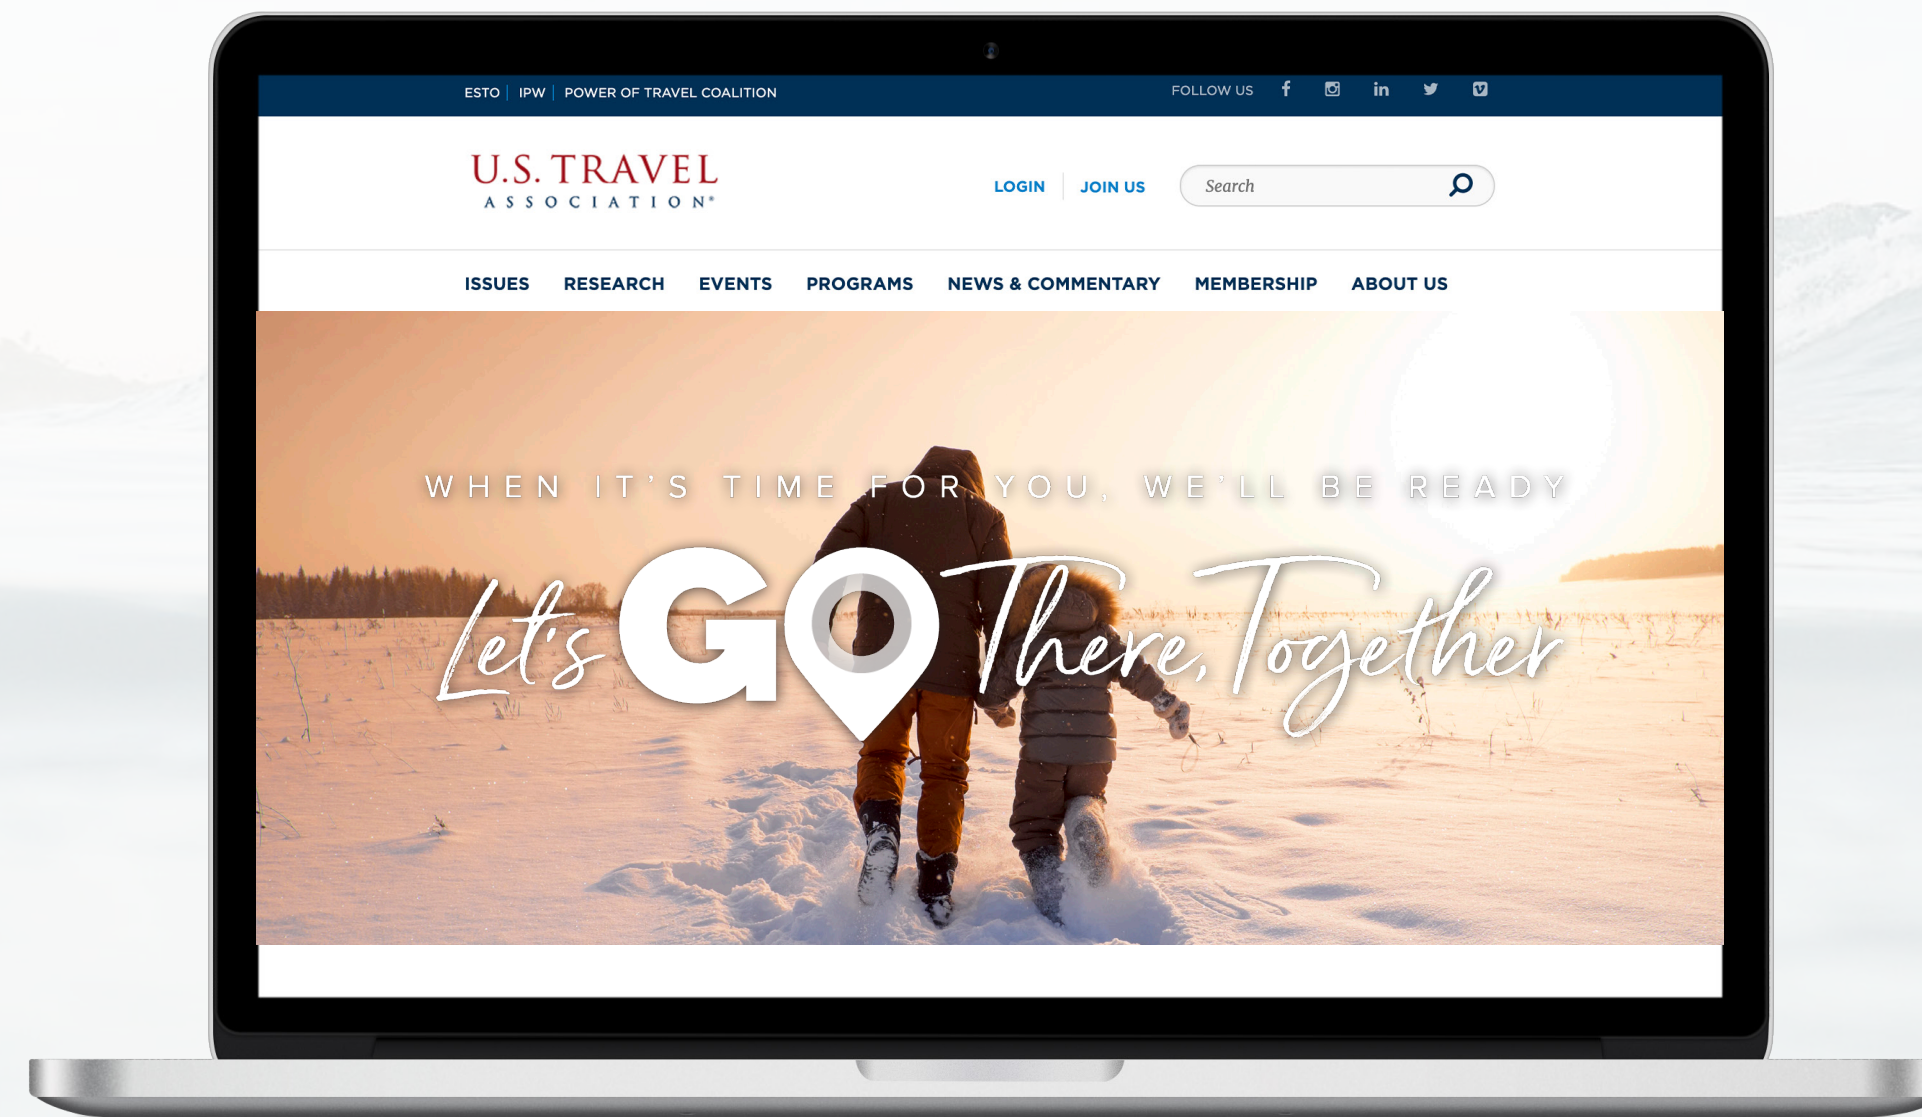 ESTO | IPW | POWER OF TRAVEL COALITION FOLLOW US
U.S. TRAVEL
ASSOCIATION®
LOGIN | JOIN US Search
ISSUES RESEARCH EVENTS PROGRAMS NEWS & COMMENTARY MEMBERSHIP ABOUT US
WHEN IT'S TIME FOR YOU, WE'LL BE READY
Let's GO There, Together